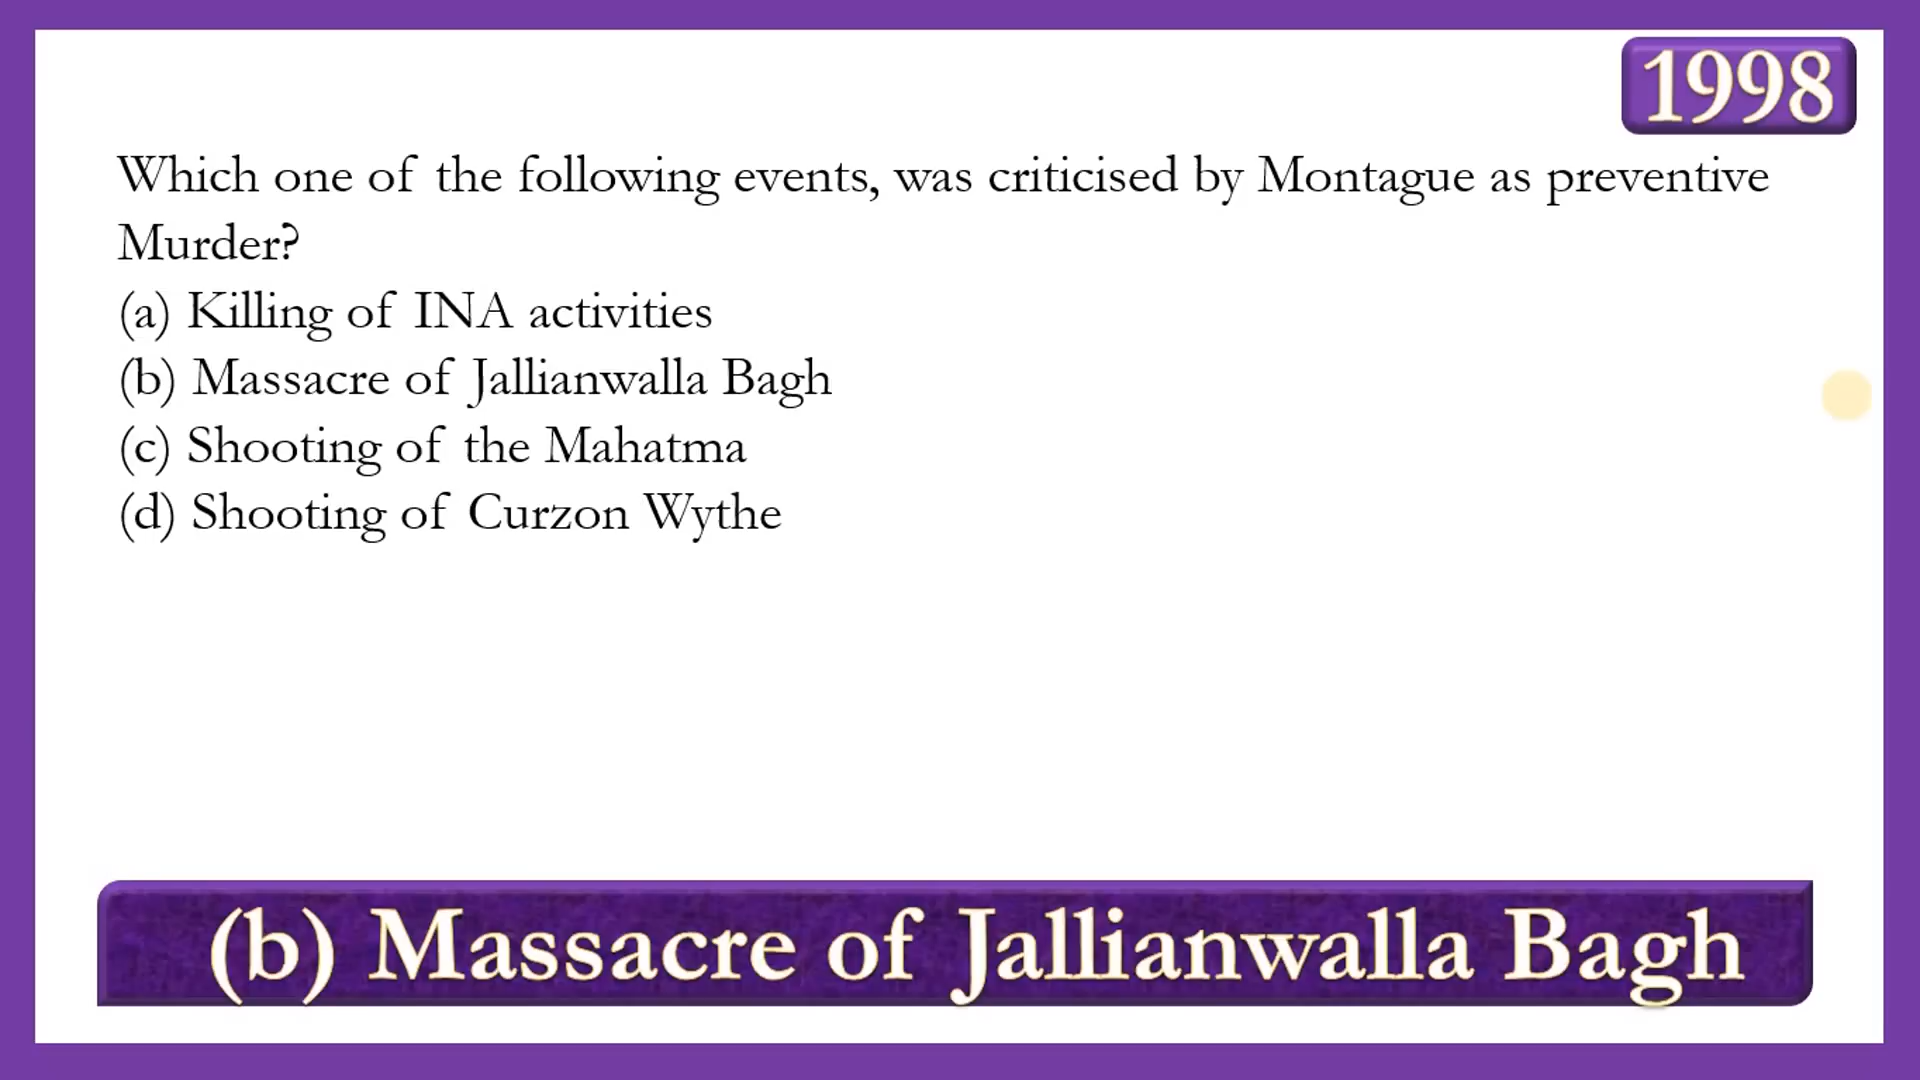 1998
Which one of the following events, was criticised by Montague as preventive
Murder?
(a) Killing of INA activities
(b) Massacre of Jallianwalla Bagh
(c) Shooting of the Mahatma
(d) Shooting of Curzon Wythe
(b) Massacre of Jallianwalla Bagh